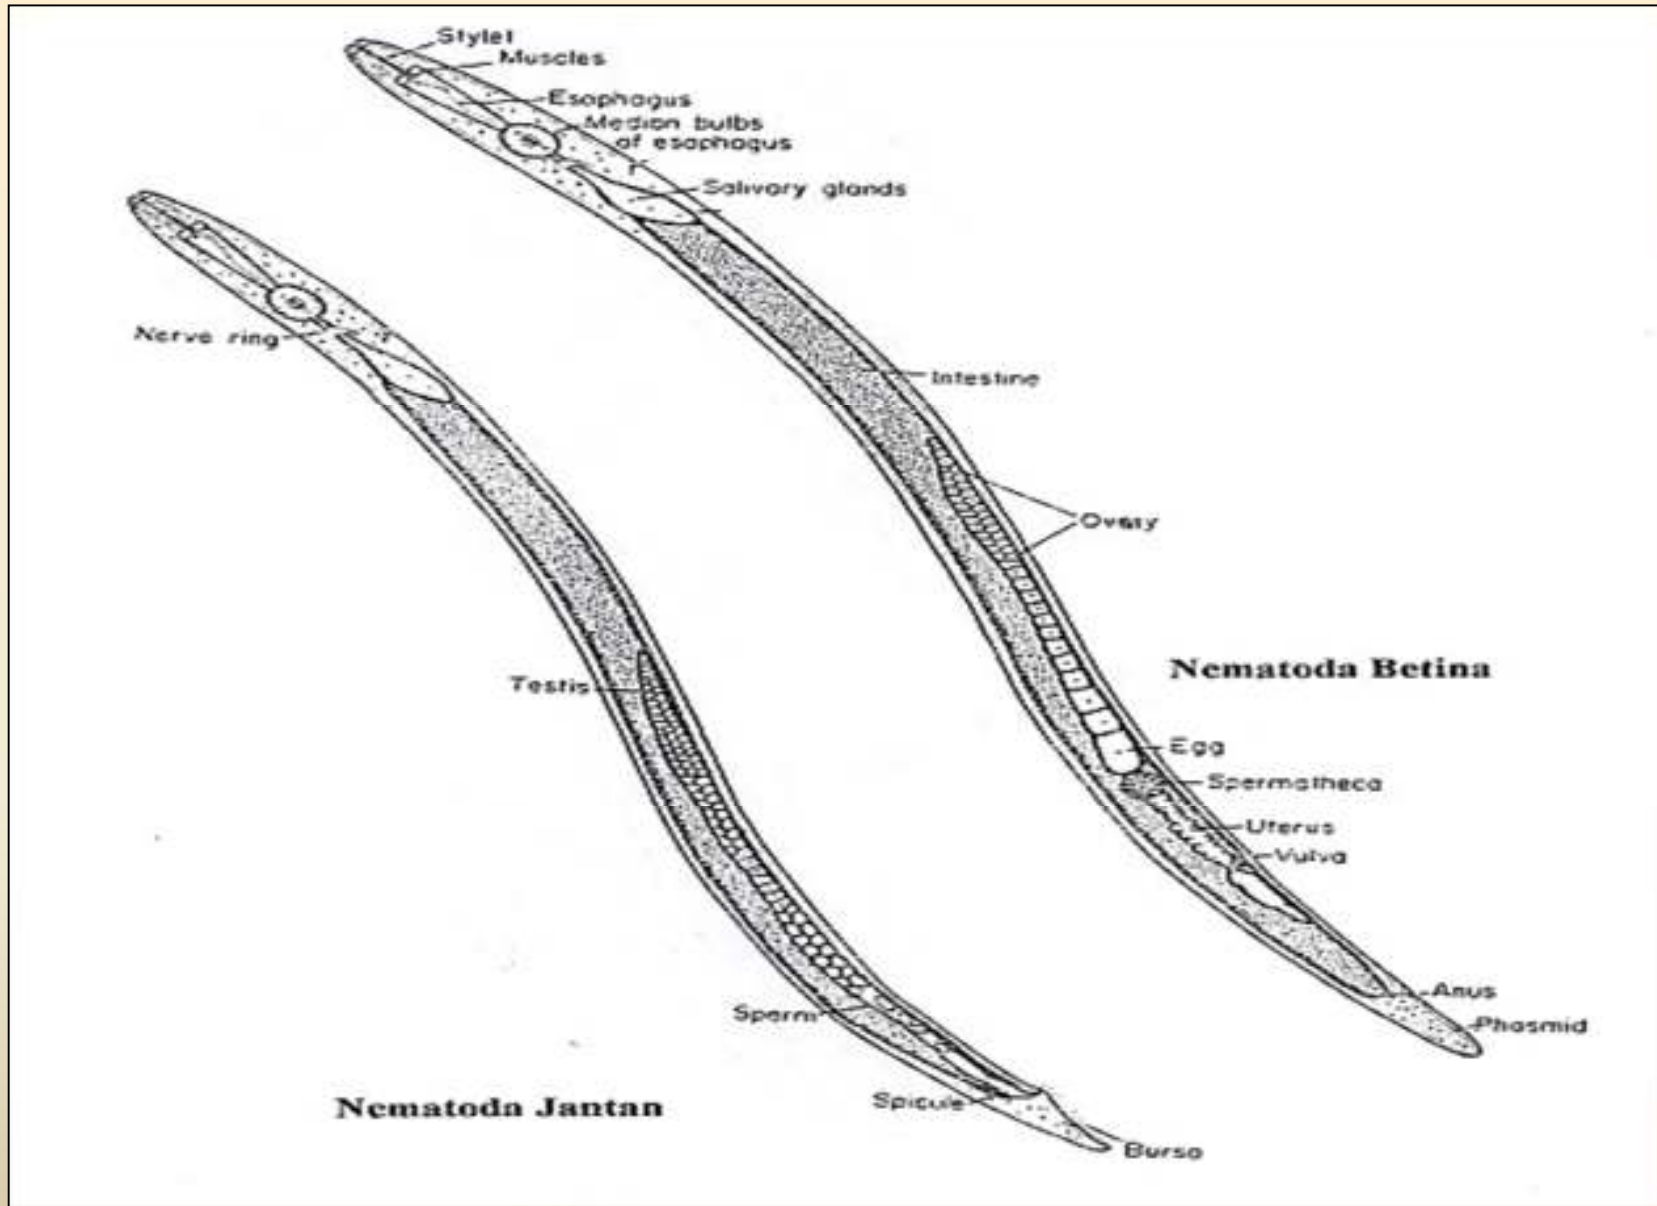 Stylet
Muscles
Esophagus
Median bulbs
of esophagus
Salivary glands
Nerve ring
Intestine
Ovary
Nematoda Betina
Testis
Egg
Spermatheca
Uterus
Vulva
Anus
Sperm
Phasmid
Nematoda Jantan
Spicule
Bursa